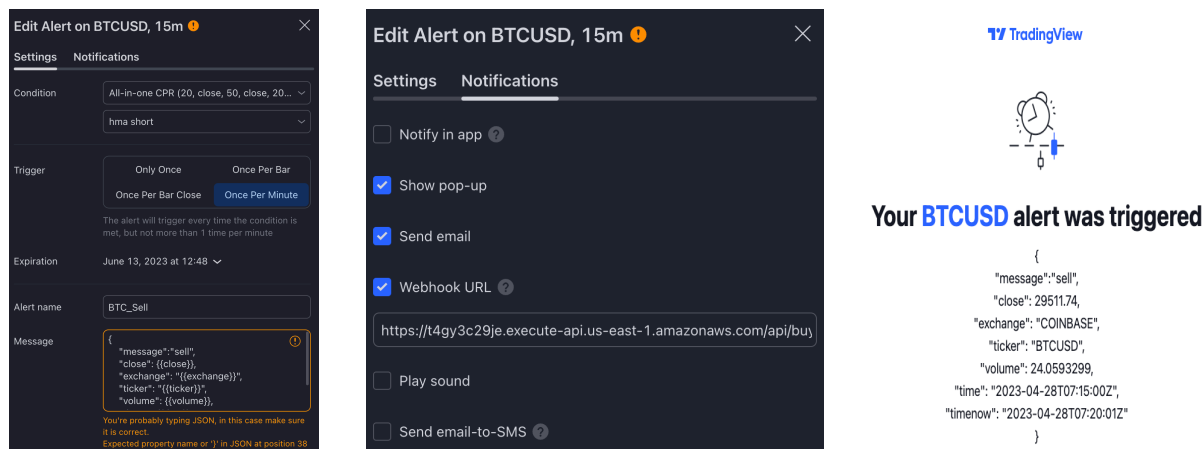 Edit Alert on BTCUSD, 15m
Settings Notifications
Condition
All-in-one CPR (20, close, 50, close, 20...
hma short
Trigger
Only Once Once Per Bar
Once Per Bar Close Once Per Minute
The alert will trigger every time the condition is
met, but not more than 1 time per minute
Expiration June 13, 2023 at 12:48
Alert name BTC_Sell
Message
{
"message":"sell",
"close": {{close}},
"exchange": "{{exchange}}",
"ticker": "{{ticker}}",
"volume": {{volume}},
You're probably typing JSON, in this case make sure
it is correct.
Expected property name or '}' in JSON at position 38
Edit Alert on BTCUSD, 15m
Settings Notifications
Notify in app
Show pop-up
Send email
Webhook URL
https://t4gy3c29je.execute-api.us-east-1.amazonaws.com/api/buy
Play sound
Send email-to-SMS
TradingView
Your BTCUSD alert was triggered
{
"message":"sell",
"close": 29511.74,
"exchange": "COINBASE",
"ticker": "BTCUSD",
"volume": 24.0593299,
"time": "2023-04-28T07:15:00Z",
"timenow": "2023-04-28T07:20:01Z"
}